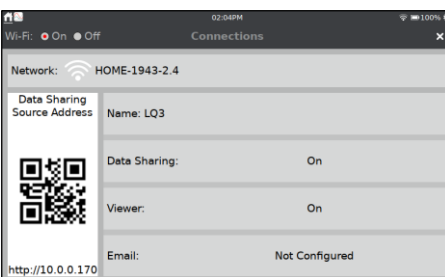 02:04PM 100%
Wi-Fi: On Off Connections ×
Network: HOME-1943-2.4
Data Sharing
Source Address
Name: LQ3
Data Sharing: On
Viewer: On
Email: Not Configured
http://10.0.0.170